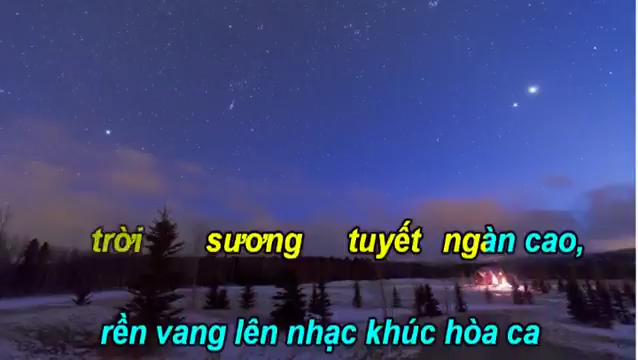 trời sương tuyết ngàn cao,
rền vang lên nhạc khúc hòa ca